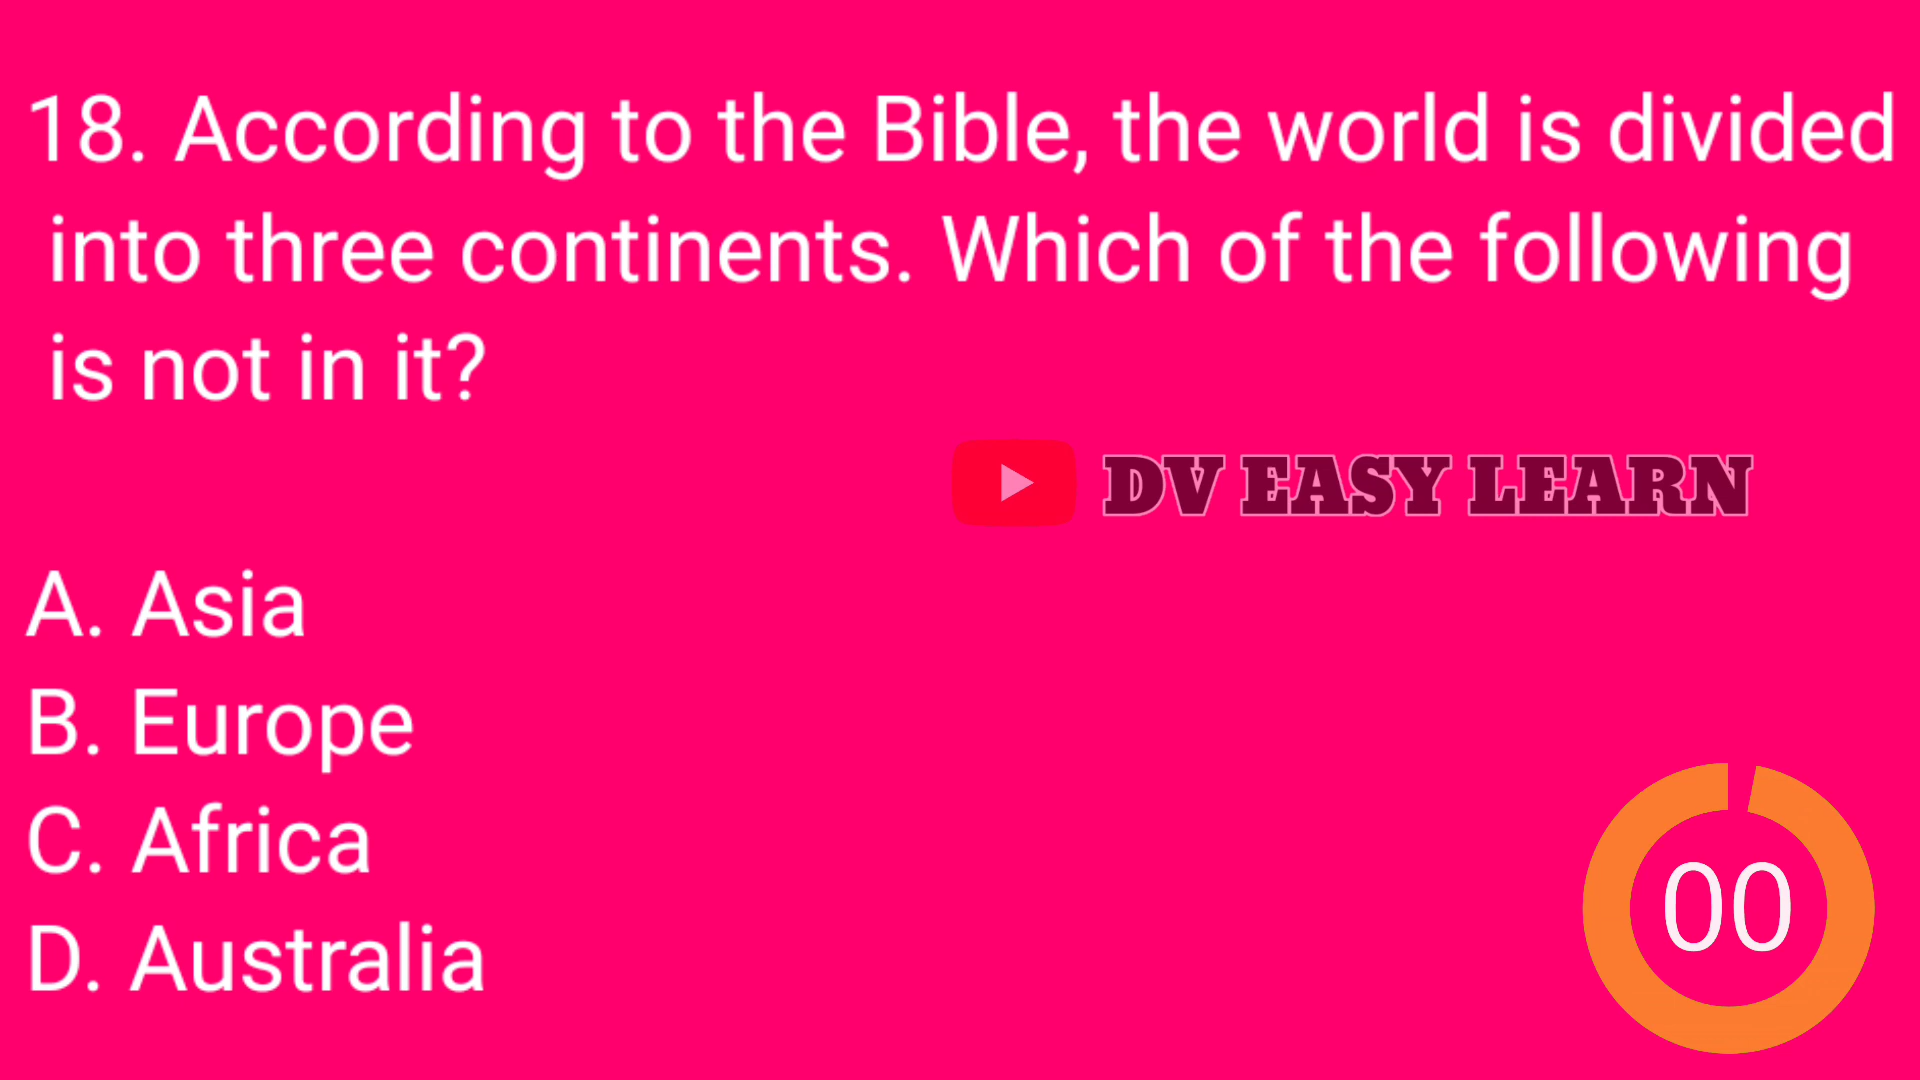 18. According to the Bible, the world is divided
into three continents. Which of the following
is not in it?
DV EASY LEARN
A. Asia
B. Europe
C. Africa
D. Australia
00